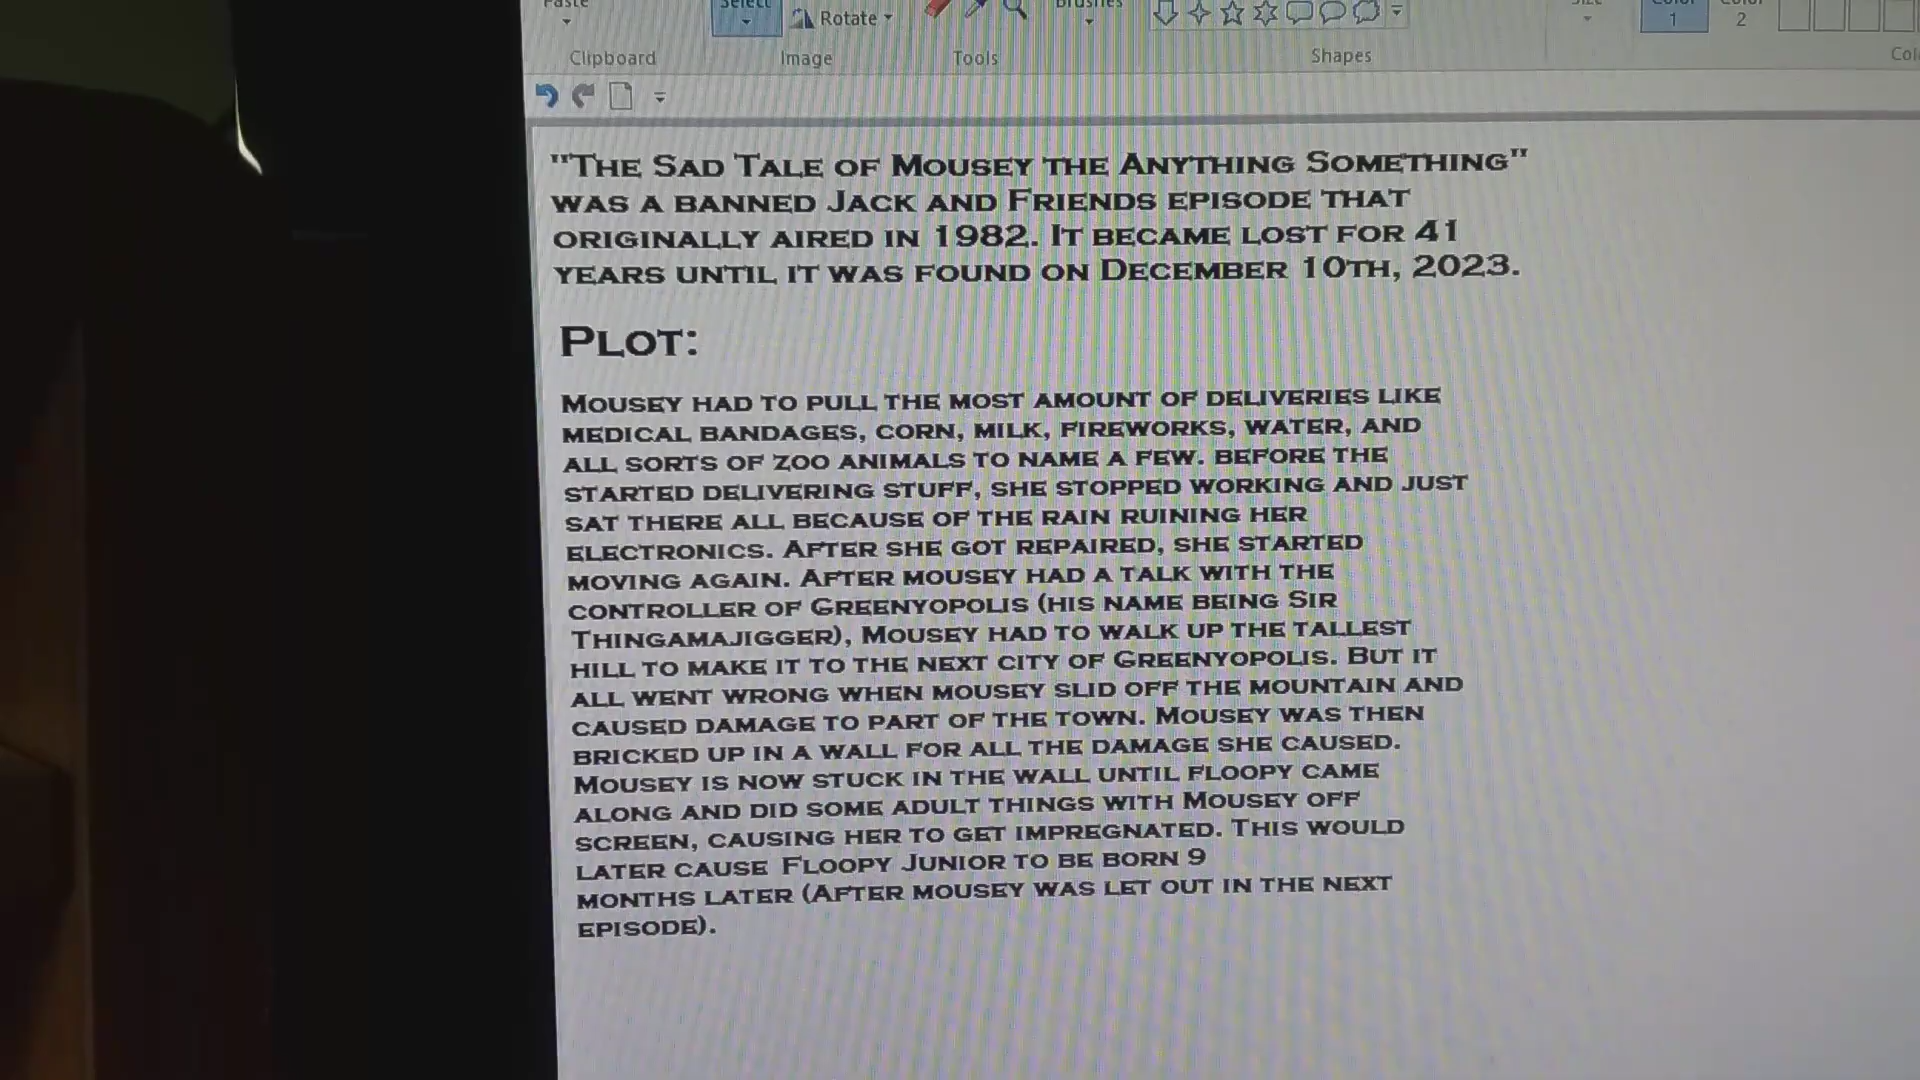 Paste
Select
Rotate
Brushes
Size
Color
1
Color
2
Clipboard
Image
Tools
Shapes
"The Sad Tale of Mousey the Anything Something"
was a banned Jack and Friends episode that
originally aired in 1982. It became lost for 41
years until it was found on December 10th, 2023.
Plot:
Mousey had to pull the most amount of deliveries like
medical bandages, corn, milk, fireworks, water, and
all sorts of zoo animals to name a few. before the
started delivering stuff, she stopped working and just
sat there all because of the rain ruining her
electronics. After she got repaired, she started
moving again. After mousey had a talk with the
controller of Greenyopolis (his name being Sir
Thingamajigger), Mousey had to walk up the tallest
hill to make it to the next city of Greenyopolis. But it
all went wrong when mousey slid off the mountain and
caused damage to part of the town. Mousey was then
bricked up in a wall for all the damage she caused.
Mousey is now stuck in the wall until floopy came
along and did some adult things with Mousey off
screen, causing her to get impregnated. This would
later cause Floopy Junior to be born 9
months later (After mousey was let out in the next
episode).